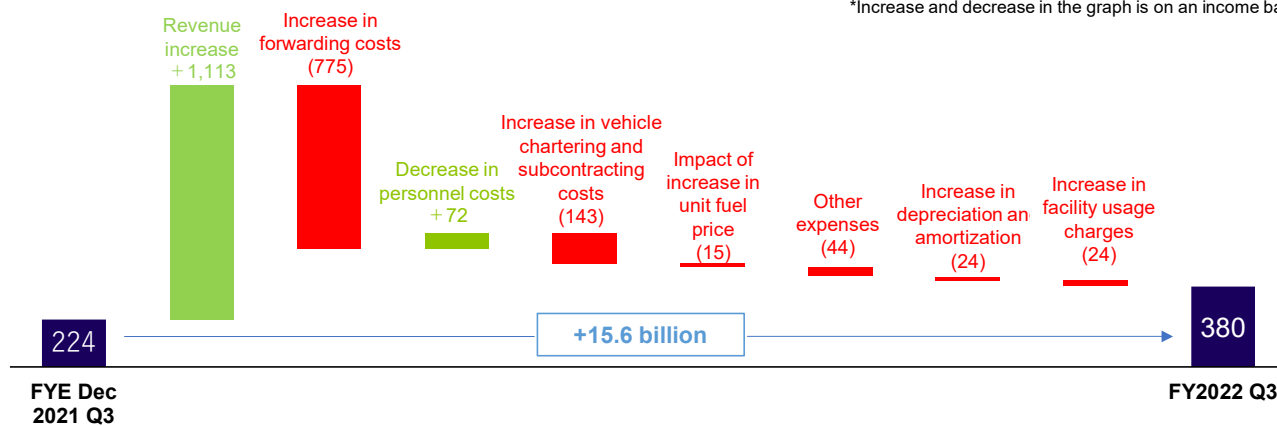 *Increase and decrease in the graph is on an income ba
Revenue
increase
+1,113
Increase in
forwarding costs
(775)
Decrease in
personnel costs
+72
Increase in vehicle
chartering and
subcontracting
costs
(143)
Impact of
increase in
unit fuel
price
(15)
Other
expenses
(44)
Increase in
depreciation an
amortization
(24)
Increase in
facility usage
charges
(24)
224
+15.6 billion
380
FYE Dec
2021 Q3
FY2022 Q3